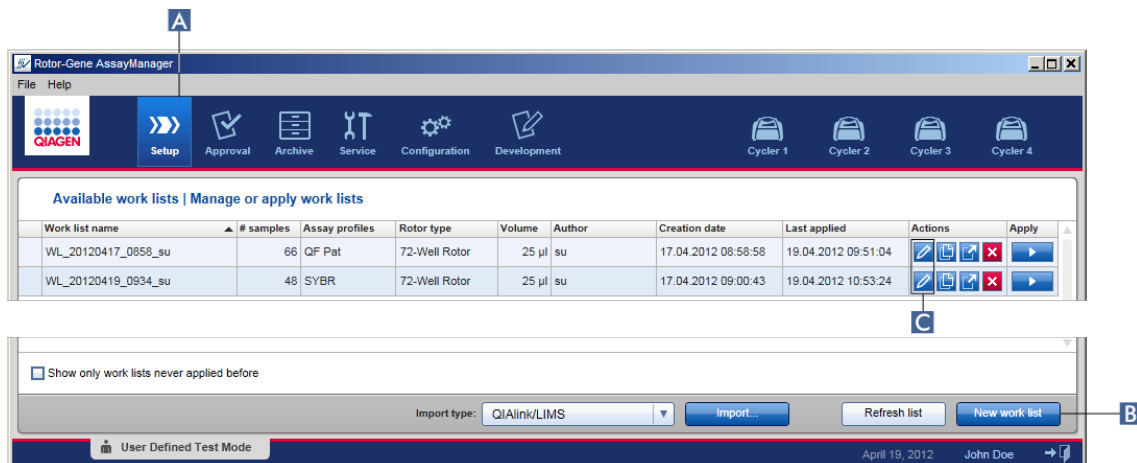 A
Rotor-Gene AssayManager
File Help
QIAGEN
Setup Approval Archive Service Configuration Development Cycler 1 Cycler 2 Cycler 3 Cycler 4
Available work lists | Manage or apply work lists
Work list name # samples Assay profiles Rotor type Volume Author Creation date Last applied Actions Apply
WL_20120417_0858_su 66 QF Pat 72-Well Rotor 25 µl su 17.04.2012 08:58:58 19.04.2012 09:51:04
WL_20120419_0934_su 48 SYBR 72-Well Rotor 25 µl su 17.04.2012 09:00:43 19.04.2012 10:53:24
C
Show only work lists never applied before
Import type: QIAlink/LIMS Import... Refresh list New work list
B
User Defined Test Mode April 19, 2012 John Doe